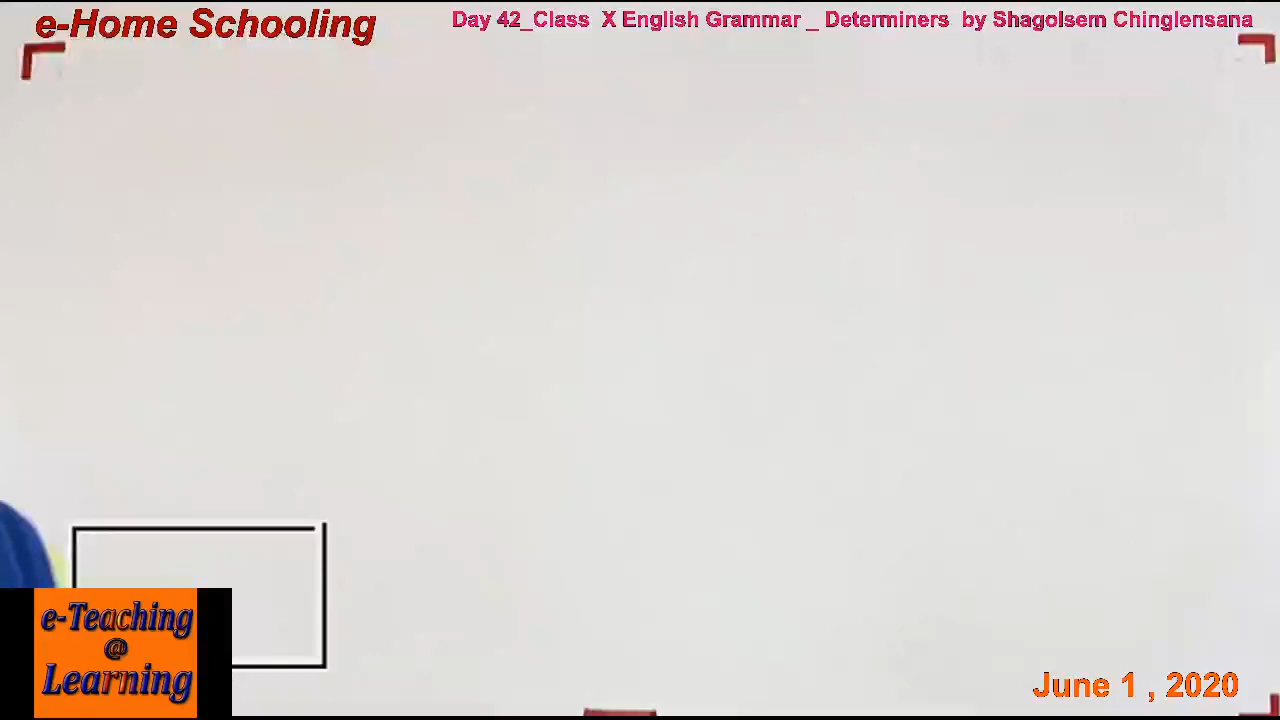 e-Home Schooling
Day 42_Class X English Grammar _ Determiners by Shagolsem Chinglensana
e-Teaching
@
Learning
June 1 , 2020